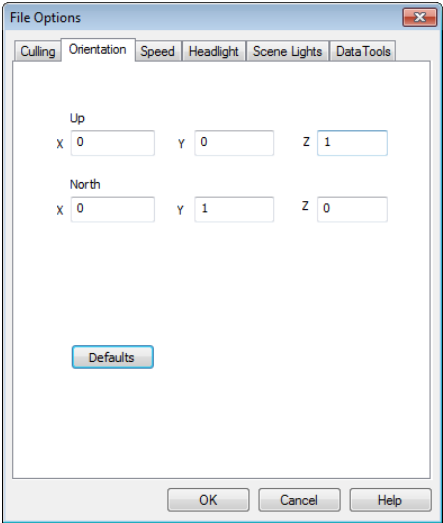 File Options
Culling Orientation Speed Headlight Scene Lights DataTools
Up
X 0 Y 0 Z 1
North
X 0 Y 1 Z 0
Defaults
OK Cancel Help